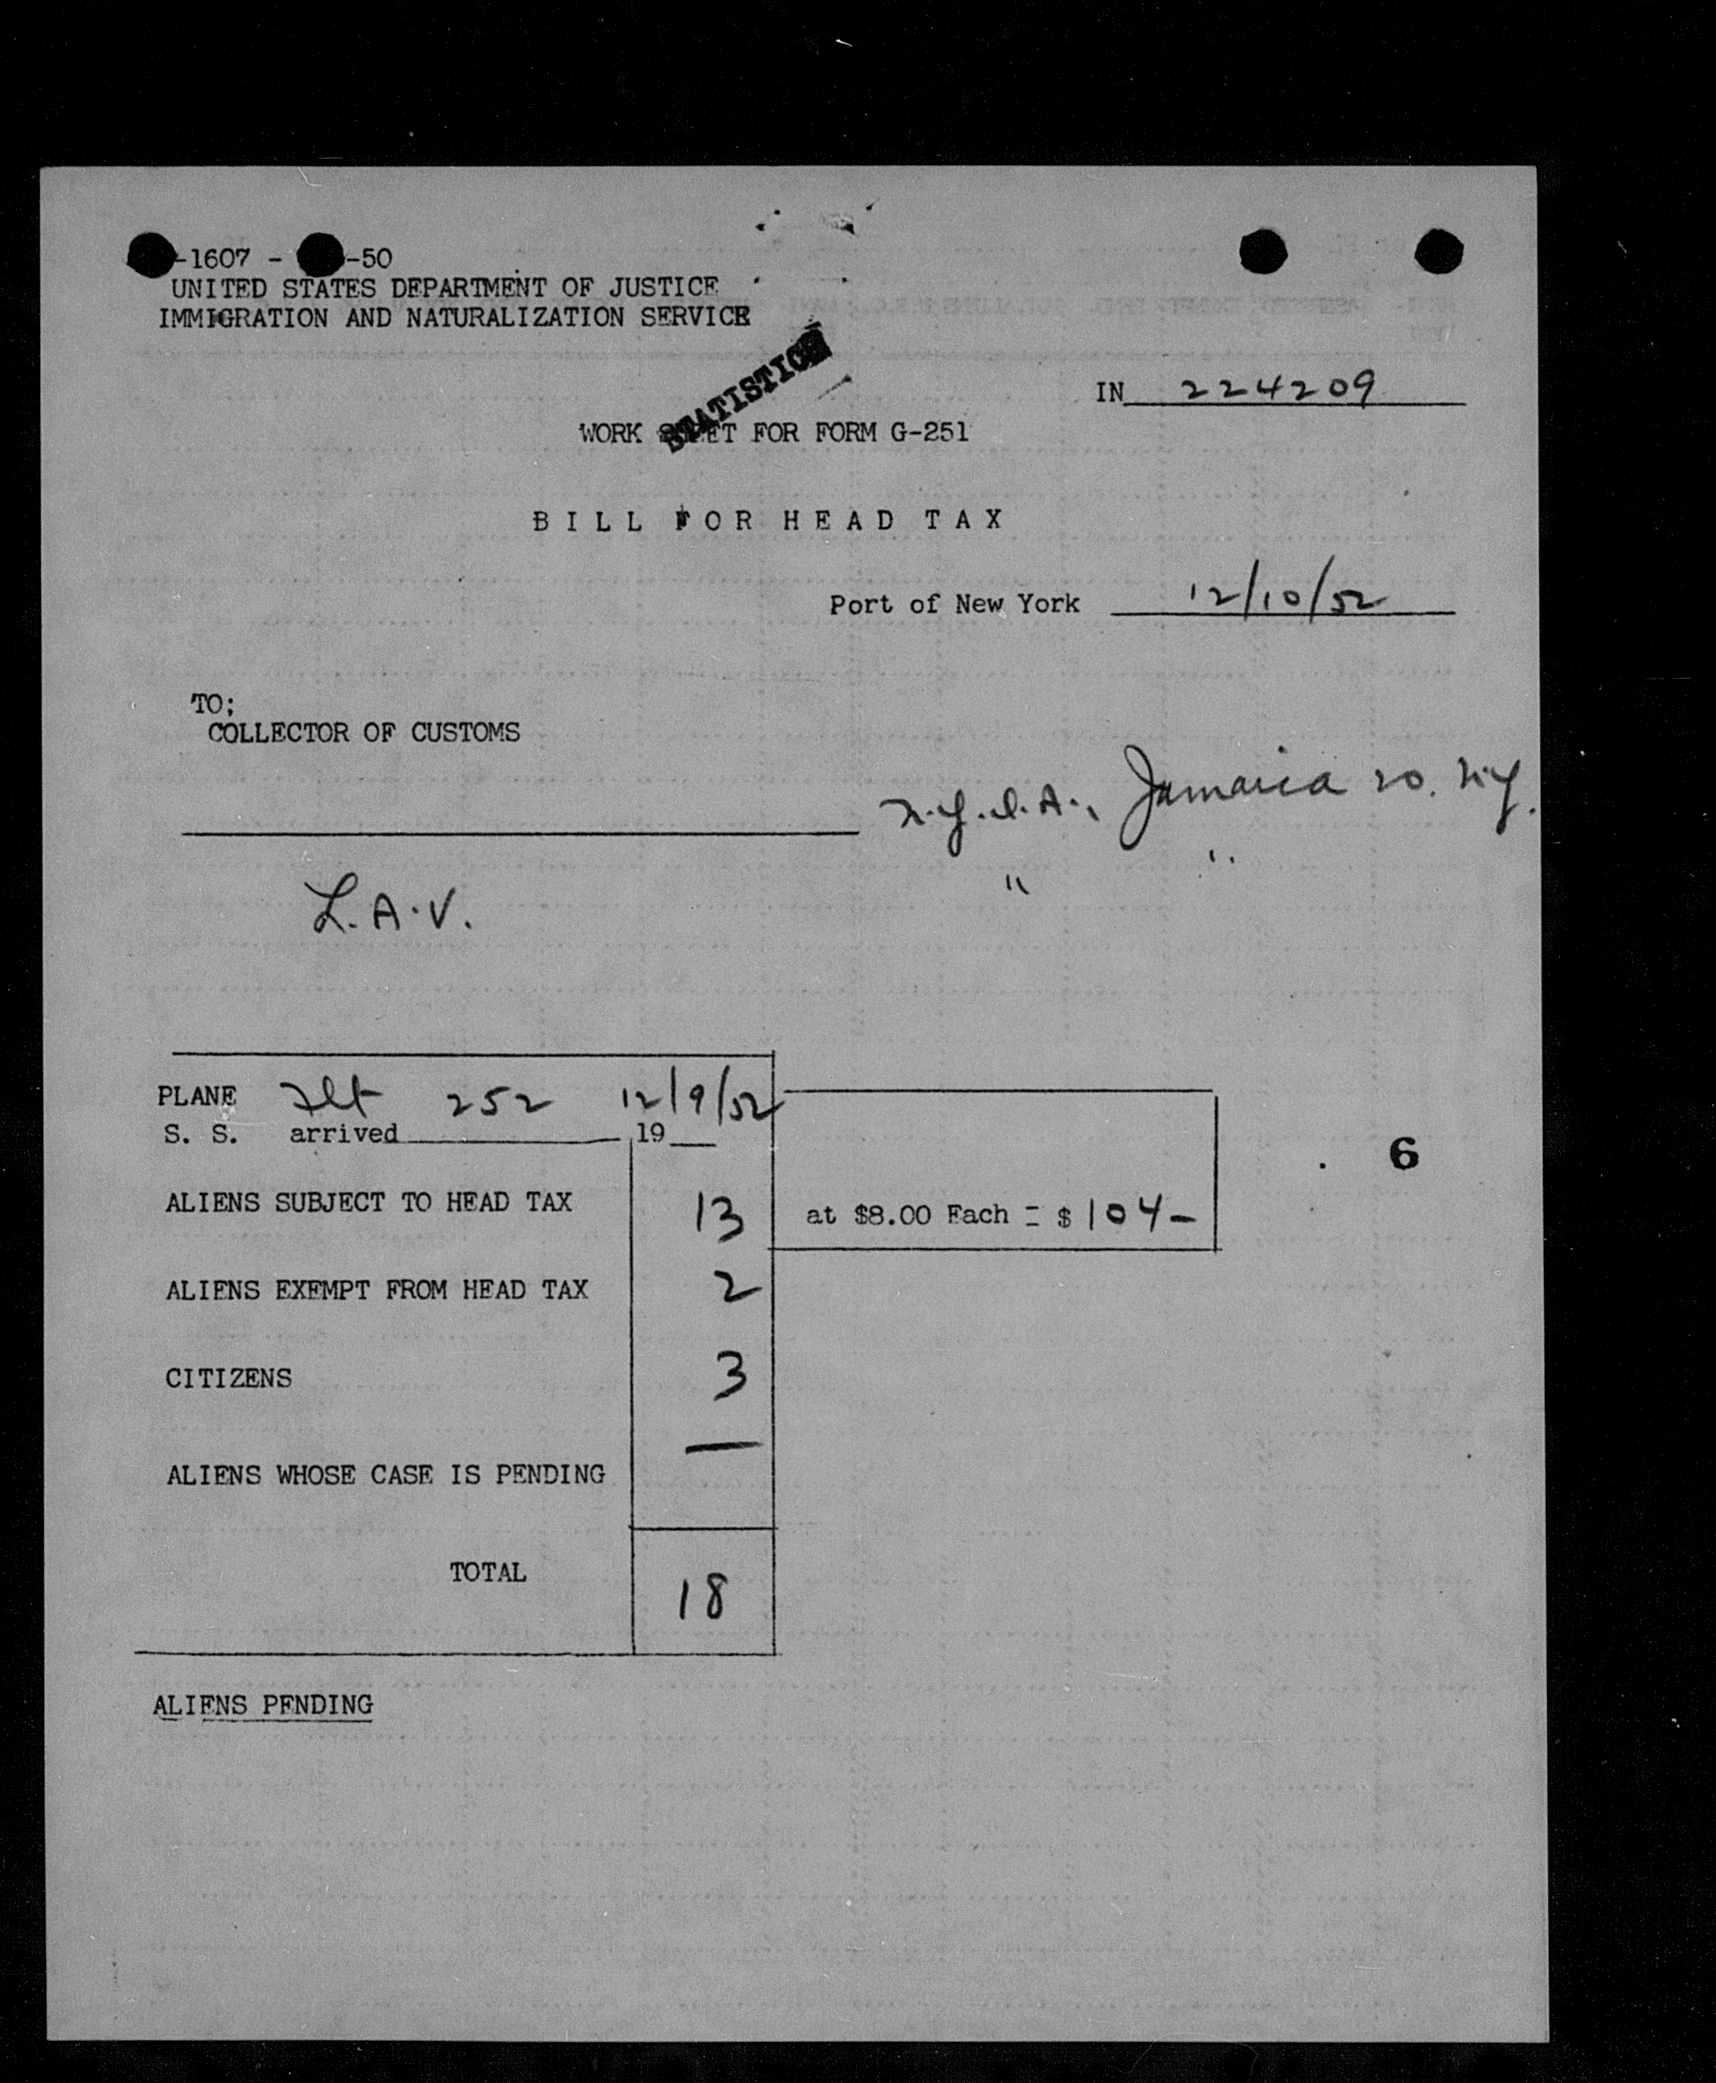 -1607 - -50
UNITED STATES DEPARTMENT OF JUSTICE
IMMIGRATION AND NATURALIZATION SERVICE
STATISTICS
IN 224209
WORK SHEET FOR FORM G-251
BILL FOR HEAD TAX
Port of New York 12/10/52
TO;
COLLECTOR OF CUSTOMS
N.Y.I.A., Jamaica 20. N.Y.
" "
L.A.V.
PLANE Flt 252 12/9/52
S. S. arrived 19
6
ALIENS SUBJECT TO HEAD TAX 13 at $8.00 Each = $ 104-
ALIENS EXEMPT FROM HEAD TAX 2
CITIZENS 3
ALIENS WHOSE CASE IS PENDING —
TOTAL 18
ALIENS PENDING